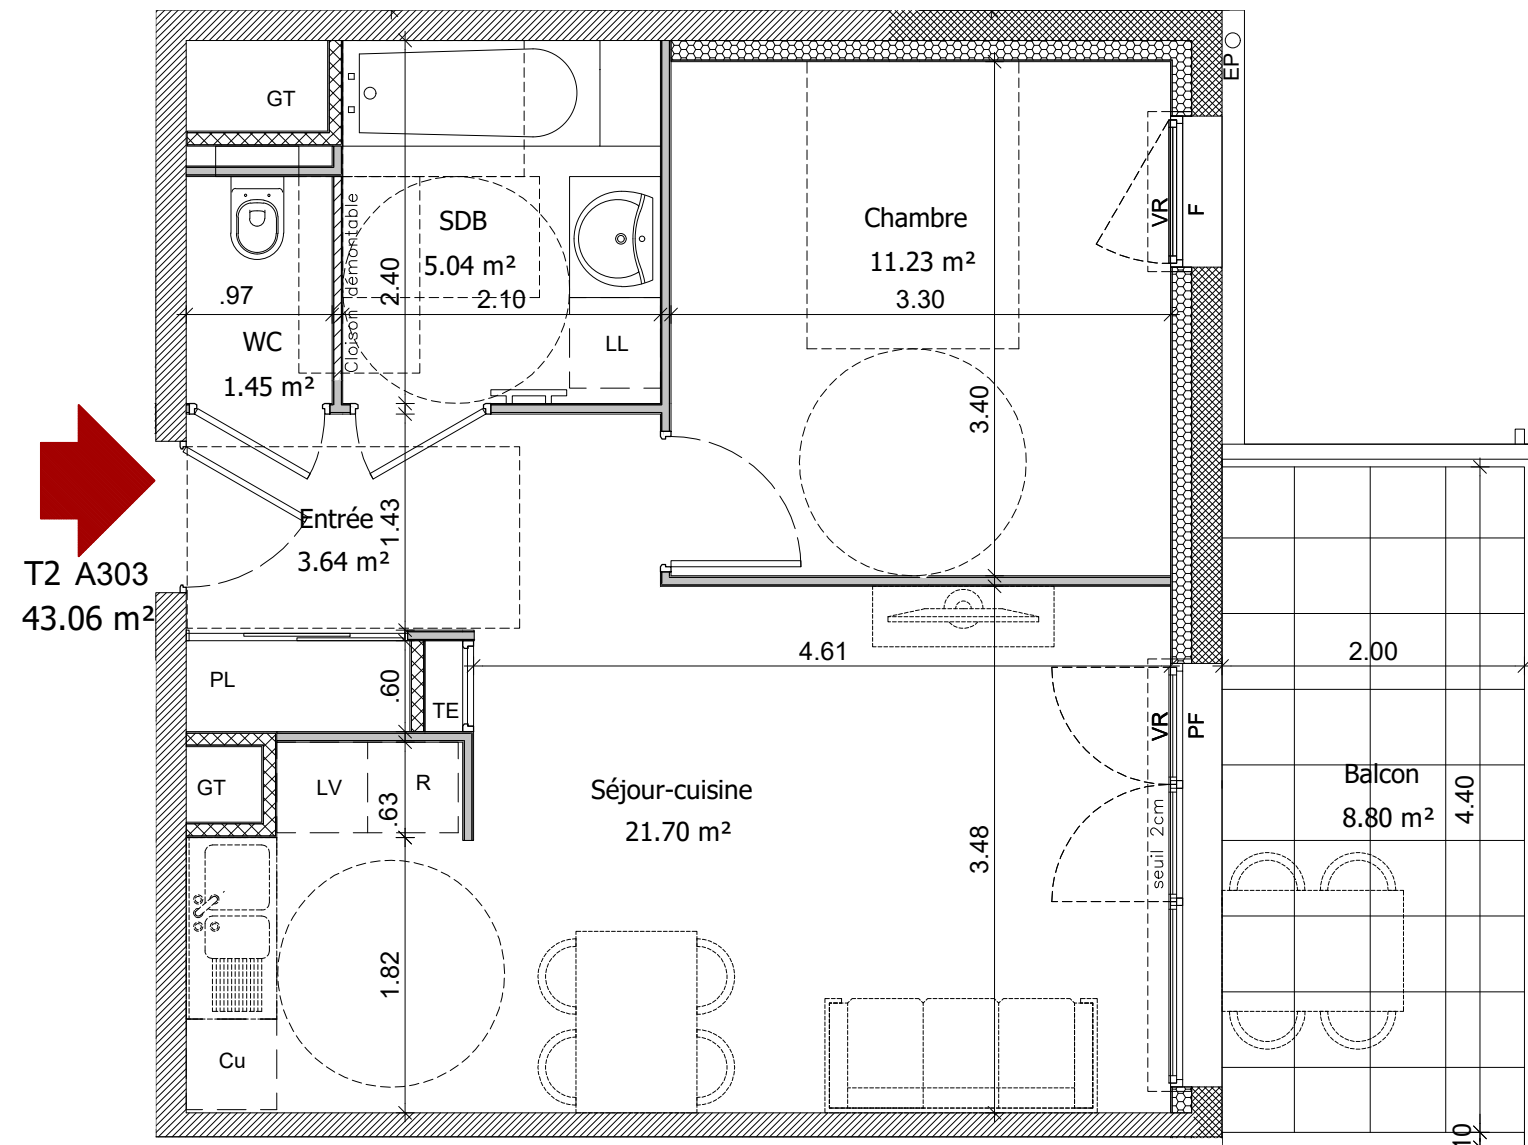 GT
EP
SDB
5.04 m²
Cloison démontable
2.40
2.10
.97
WC
1.45 m²
LL
Chambre
11.23 m²
3.30
3.40
VR
F
Entrée
3.64 m²
1.43
T2 A303
43.06 m²
PL
.60
TE
4.61
2.00
GT
LV
R
.63
Séjour-cuisine
21.70 m²
3.48
VR
PF
seuil 2cm
Balcon
8.80 m²
4.40
1.82
Cu
10